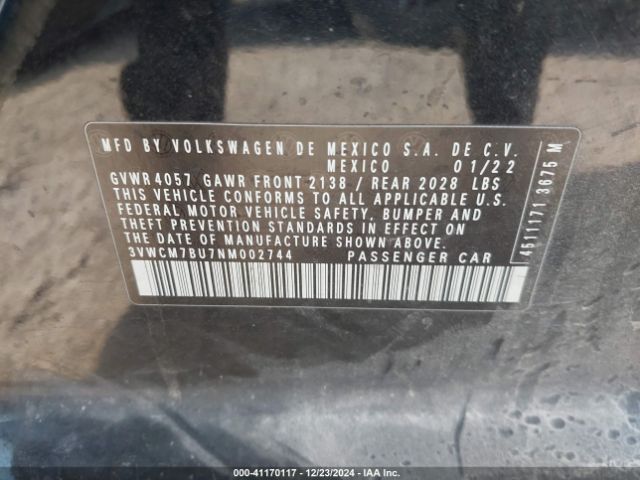 MFD BY VOLKSWAGEN DE MEXICO S.A. DE C.V.
MEXICO 01/22
GVWR 4057 GAWR FRONT 2138 / REAR 2028 LBS
THIS VEHICLE CONFORMS TO ALL APPLICABLE U.S.
FEDERAL MOTOR VEHICLE SAFETY, BUMPER AND
THEFT PREVENTION STANDARDS IN EFFECT ON
THE DATE OF MANUFACTURE SHOWN ABOVE.
3VWCM7BU7NM002744 PASSENGER CAR
4511171 3675 M
000-41170117 - 12/23/2024 - IAA Inc.